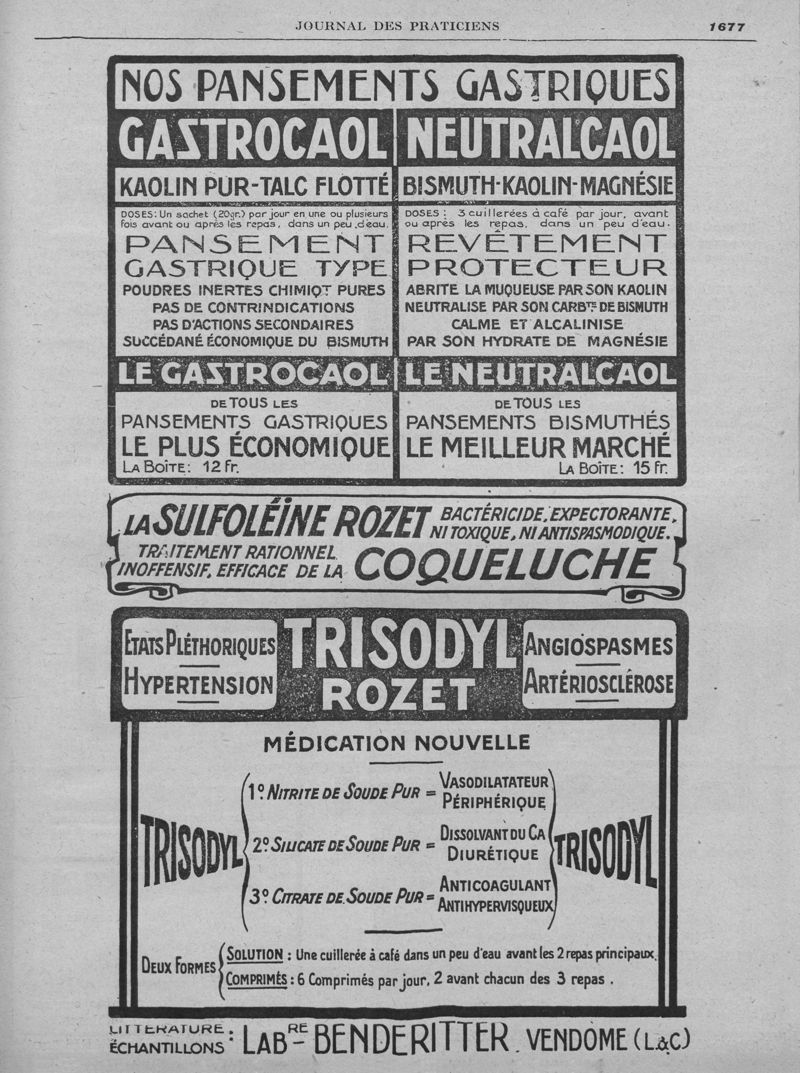 JOURNAL DES PRATICIENS 1677
NOS PANSEMENTS GASTRIQUES
GASTROCAOL
KAOLIN PUR-TALC FLOTTÉ
DOSES: Un sachet (20gr.) par jour en une ou plusieurs
fois avant ou après les repas, dans un peu d'eau.
PANSEMENT
GASTRIQUE TYPE
POUDRES INERTES CHIMIQT PURES
PAS DE CONTRINDICATIONS
PAS D'ACTIONS SECONDAIRES
SUCCÉDANÉ ÉCONOMIQUE DU BISMUTH
LE GASTROCAOL
DE TOUS LES
PANSEMENTS GASTRIQUES
LE PLUS ÉCONOMIQUE
LA BOÎTE: 12 Fr.
NEUTRALCAOL
BISMUTH-KAOLIN-MAGNÉSIE
DOSES: 3 cuillerées à café par jour, avant
ou après les repas, dans un peu d'eau.
REVÊTEMENT
PROTECTEUR
ABRITE LA MUQUEUSE PAR SON KAOLIN
NEUTRALISE PAR SON CARBTE DE BISMUTH
CALME ET ALCALINISE
PAR SON HYDRATE DE MAGNÉSIE
LE NEUTRALCAOL
DE TOUS LES
PANSEMENTS BISMUTHÉS
LE MEILLEUR MARCHÉ
LA BOÎTE: 15 Fr.
LA SULFOLÉINE ROZET BACTÉRICIDE, EXPECTORANTE,
NI TOXIQUE, NI ANTISPASMODIQUE.
TRAITEMENT RATIONNEL
INOFFENSIF, EFFICACE DE LA COQUELUCHE
ETATS PLÉTHORIQUES
HYPERTENSION
TRISODYL
ROZET
ANGIOSPASMES
ARTÉRIOSCLÉROSE
MÉDICATION NOUVELLE
TRISODYL
1º NITRITE DE SOUDE PUR = VASODILATATEUR
PÉRIPHÉRIQUE
2º SILICATE DE SOUDE PUR = DISSOLVANT DU CA
DIURÉTIQUE
3º CITRATE DE SOUDE PUR = ANTICOAGULANT
ANTIHYPERVISQUEUX
TRISODYL
DEUX FORMES
SOLUTION : Une cuillerée à café dans un peu d'eau avant les 2 repas principaux.
COMPRIMÉS : 6 Comprimés par jour, 2 avant chacun des 3 repas.
LITTÉRATURE:
ÉCHANTILLONS: LABRE BENDERITTER. VENDÔME (L.&C)